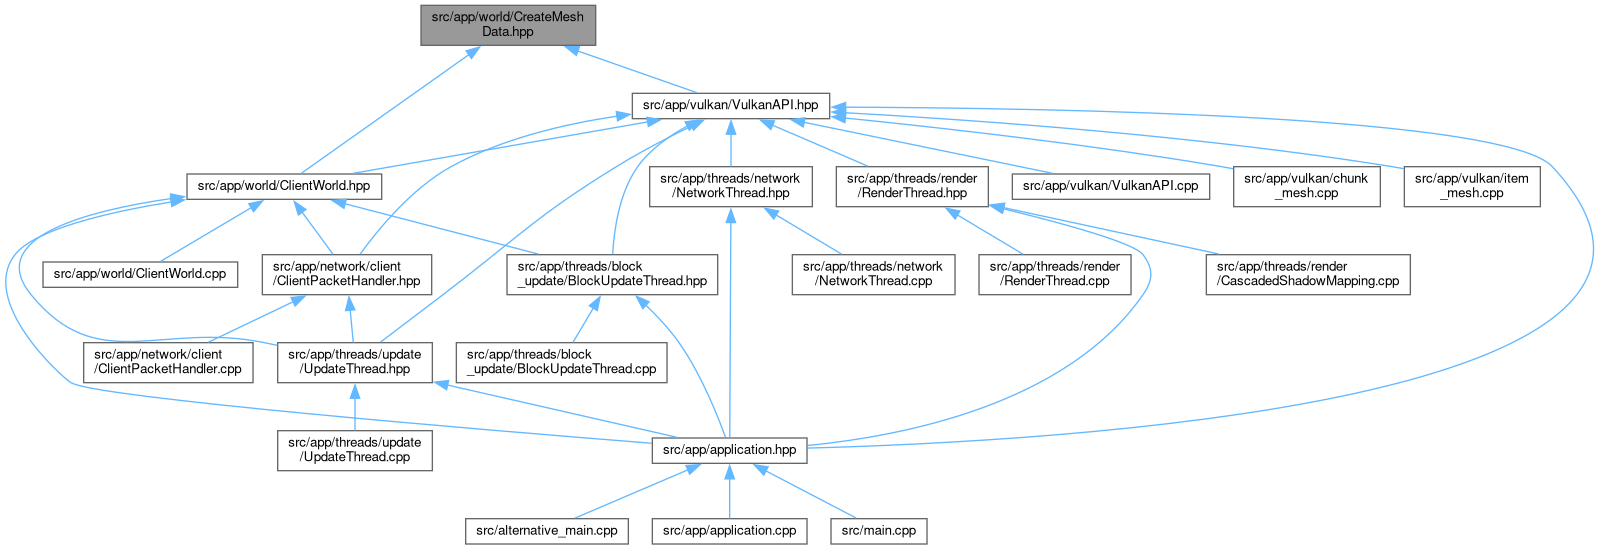 src/app/world/CreateMesh
Data.hpp
src/app/vulkan/VulkanAPI.hpp
src/app/world/ClientWorld.hpp
src/app/threads/network
/NetworkThread.hpp
src/app/threads/render
/RenderThread.hpp
src/app/vulkan/VulkanAPI.cpp
src/app/vulkan/chunk
_mesh.cpp
src/app/vulkan/item
_mesh.cpp
src/app/world/ClientWorld.cpp
src/app/network/client
/ClientPacketHandler.hpp
src/app/threads/block
_update/BlockUpdateThread.hpp
src/app/threads/network
/NetworkThread.cpp
src/app/threads/render
/RenderThread.cpp
src/app/threads/render
/CascadedShadowMapping.cpp
src/app/network/client
/ClientPacketHandler.cpp
src/app/threads/update
/UpdateThread.hpp
src/app/threads/block
_update/BlockUpdateThread.cpp
src/app/threads/update
/UpdateThread.cpp
src/app/application.hpp
src/alternative_main.cpp
src/app/application.cpp
src/main.cpp